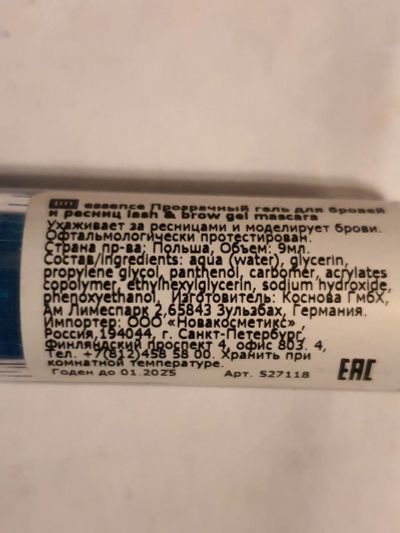 essence Прозрачный гель для бровей
и ресниц lash & brow gel mascara
Ухаживает за ресницами и моделирует брови.
Офтальмологически протестирован.
Страна пр-ва: Польша, Объем: 9мл.
Состав/Ingredients: aqua (water), glycerin,
propylene glycol, panthenol, carbomer, acrylates
copolymer, ethylhexylglycerin, sodium hydroxide,
phenoxyethanol. Изготовитель: Коснова ГмбХ,
Ам Лимеспарк 2,65843 Зульзбах, Германия.
Импортер: ООО «Новакосметикс» ,
Россия,194044, г. Санкт-Петербург,
Финляндский проспект 4, офис 803. 4,
Тел. +7(812)458 58 00. Хранить при
комнатной температуре.
Годен до 01.2025 Арт. 527118
EAC